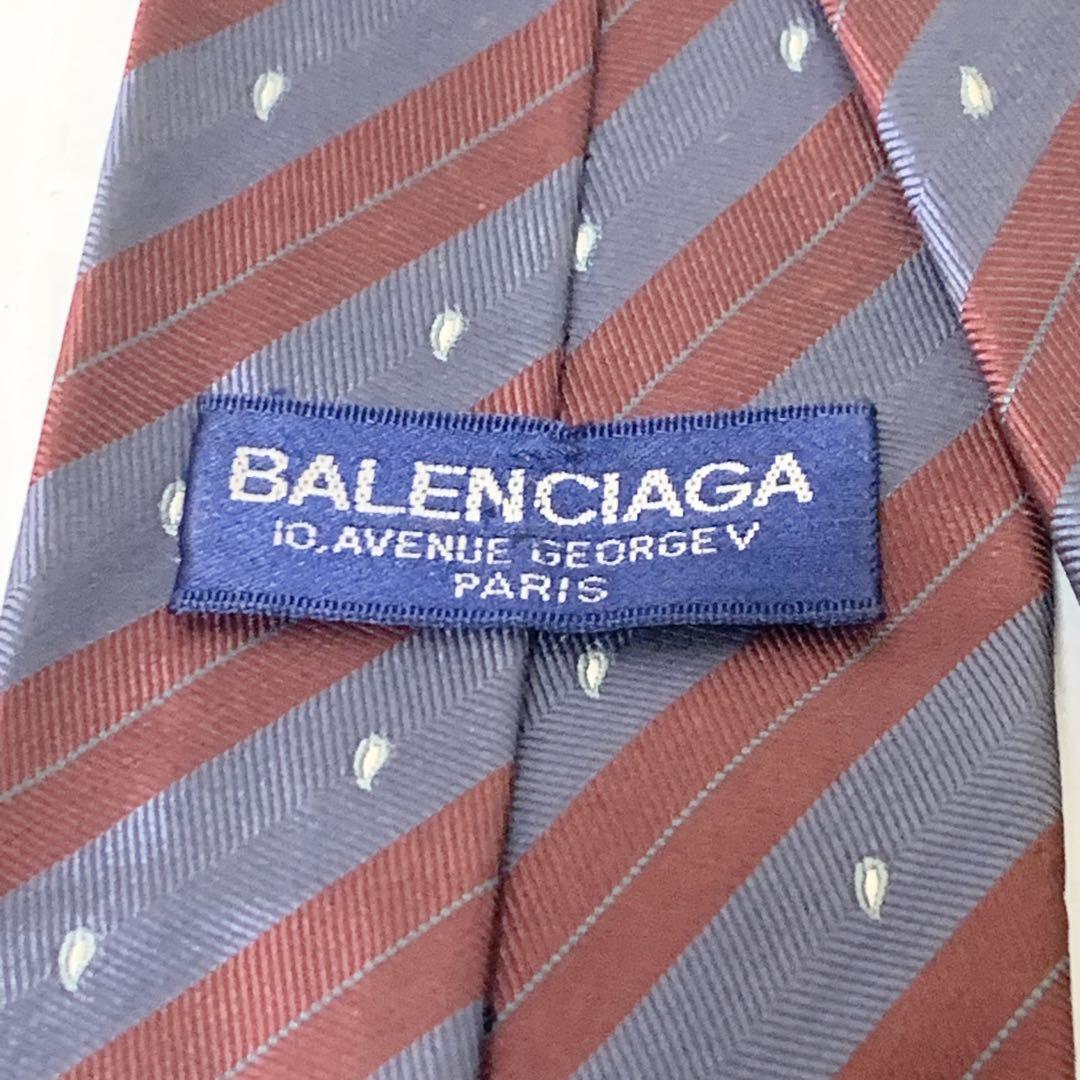 BALENCIAGA
10, AVENUE GEORGE V
PARIS